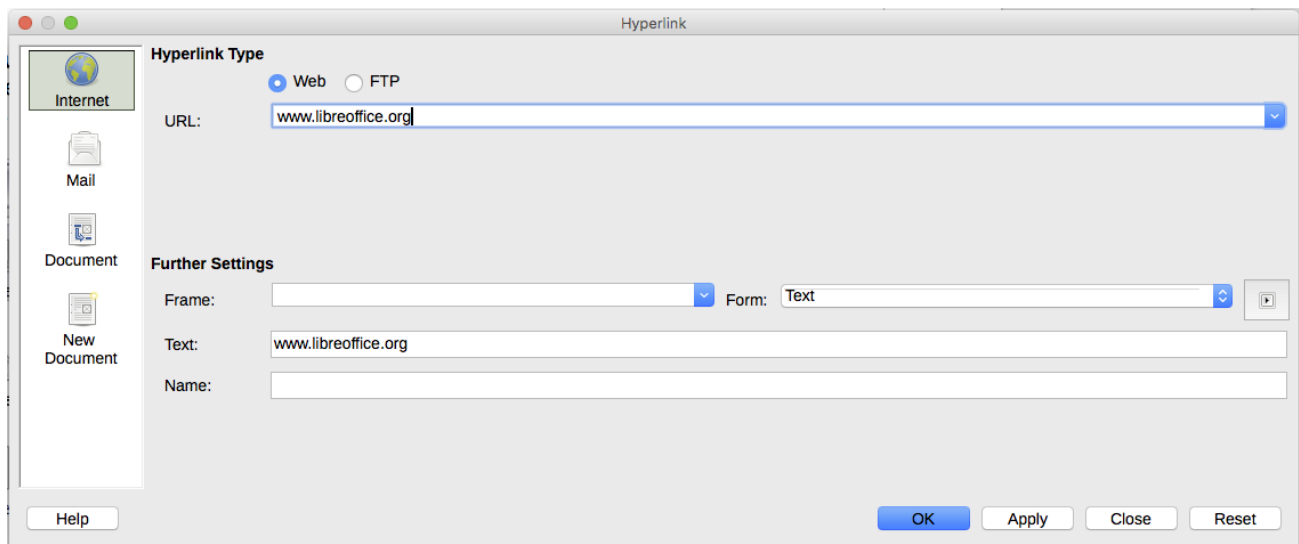 Hyperlink
Internet
Mail
Document
New
Document
Hyperlink Type
Web FTP
URL: www.libreoffice.org
Further Settings
Frame: Form: Text
Text: www.libreoffice.org
Name:
Help OK Apply Close Reset